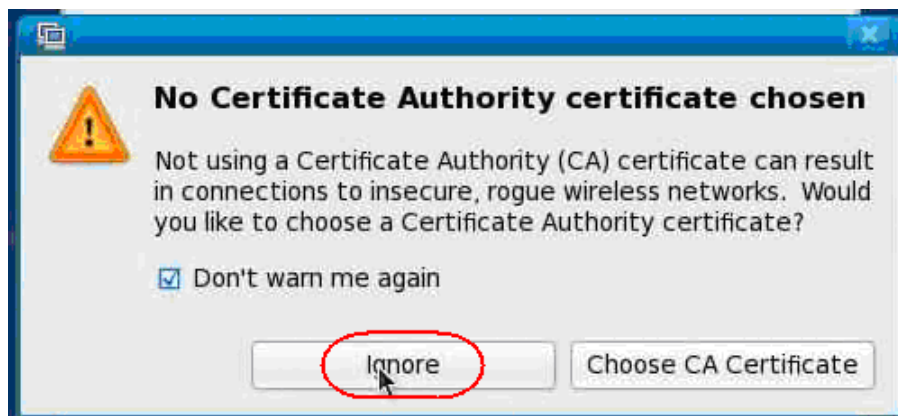 No Certificate Authority certificate chosen
Not using a Certificate Authority (CA) certificate can result
in connections to insecure, rogue wireless networks.  Would
you like to choose a Certificate Authority certificate?
Don't warn me again
Ignore
Choose CA Certificate